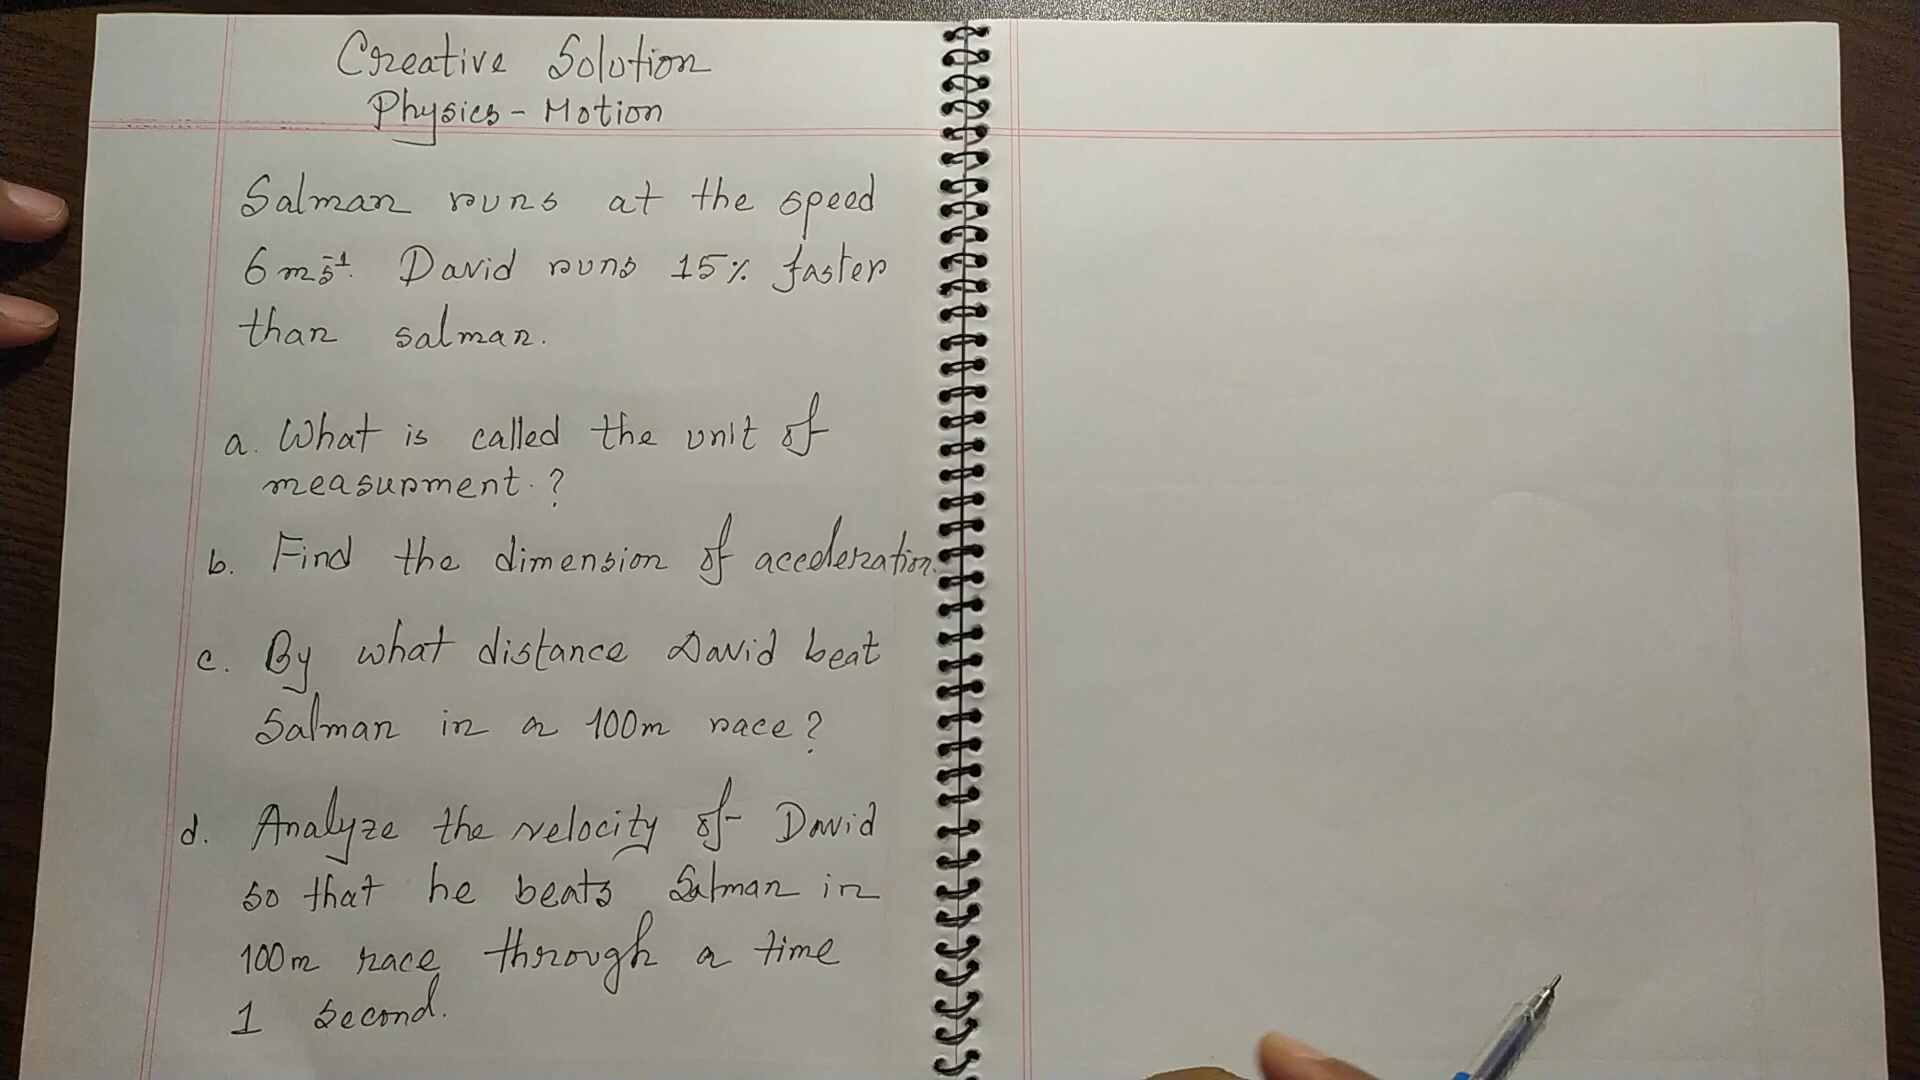 Creative Solution
Physics - Motion
Salman runs at the speed
6 ms⁻¹. David runs 15% faster
than salman.
a. What is called the unit of
measurment.?
b. Find the dimension of acceleration.
c. By what distance David beat
Salman in a 100m race?
d. Analyze the velocity of David
so that he beats Salman in
100m race through a time
1 second.